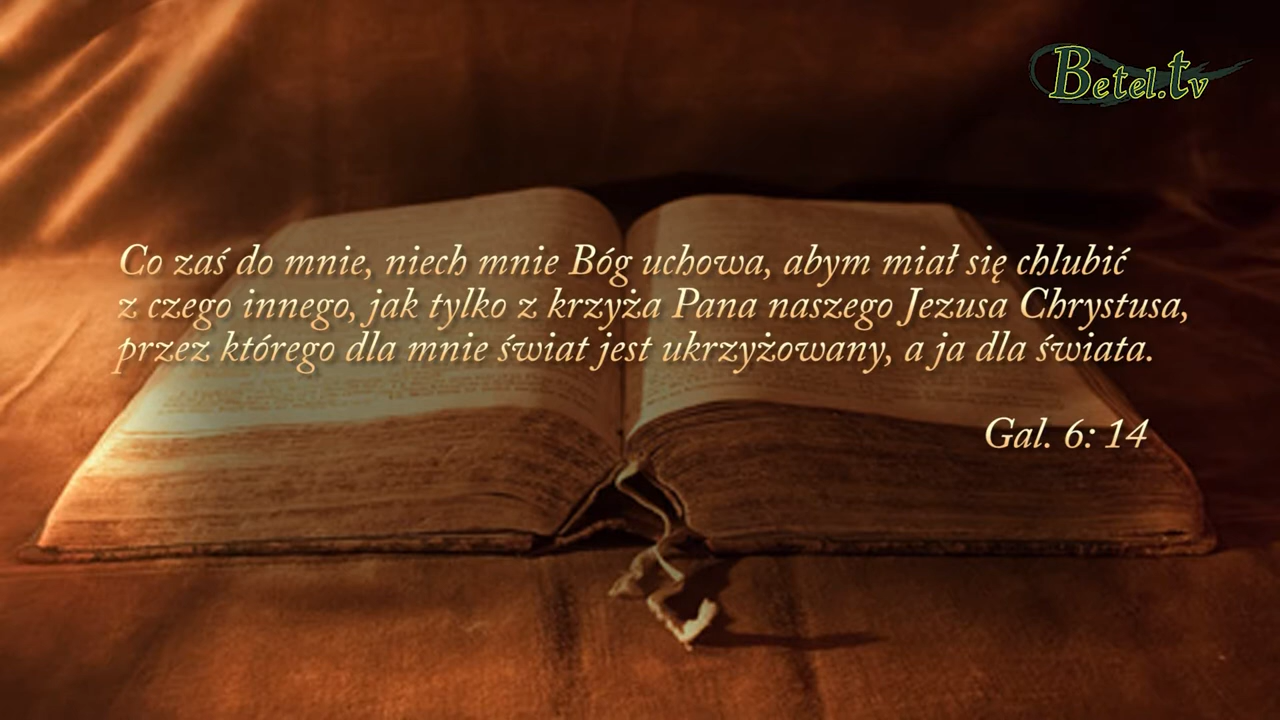 Betel.tv
Co zaś do mnie, niech mnie Bóg uchowa, abym miał się chlubić
z czego innego, jak tylko z krzyża Pana naszego Jezusa Chrystusa,
przez którego dla mnie świat jest ukrzyżowany, a ja dla świata.
Gal. 6: 14